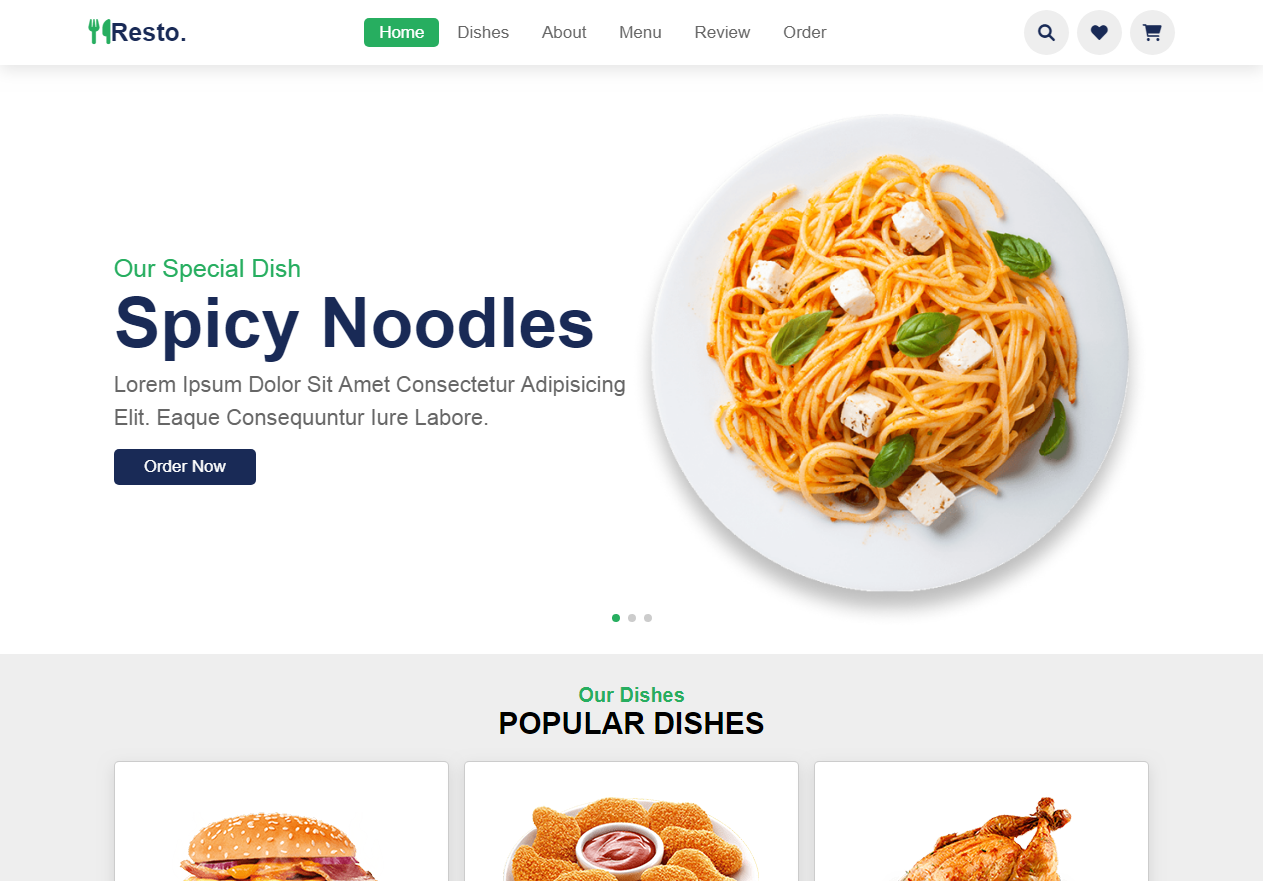 Resto.
Home Dishes About Menu Review Order
Our Special Dish
Spicy Noodles
Lorem Ipsum Dolor Sit Amet Consectetur Adipisicing
Elit. Eaque Consequuntur Iure Labore.
Order Now
Our Dishes
POPULAR DISHES